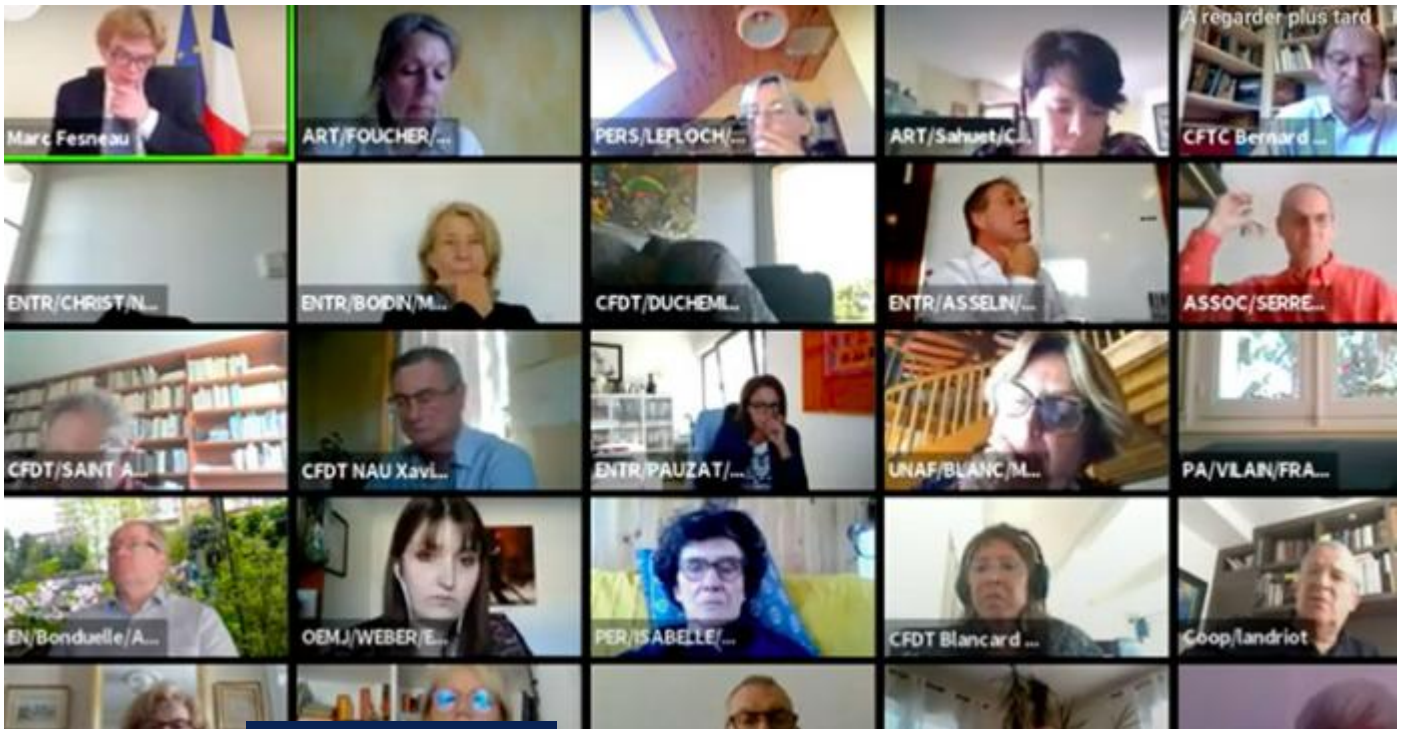 À regarder plus tard
Marc Fesneau
ART/FOUCHER/...
PERS/LEFLOCH/...
ART/Sahuet/C...
CFTC Bernard ...
ENTR/CHRIST/N...
ENTR/BOIDIN/M...
CFDT/DUCHEMI...
ENTR/ASSELIN/...
ASSOC/SERRE...
CFDT/SAINT A...
CFDT NAU Xavi...
ENTR/PAUZAT/...
UNAF/BLANC/M...
PA/VILAIN/FRA...
EN/Bonduelle/A...
OEMJ/WEBER/E...
PER/ISABELLE/...
CFDT Blancard ...
Coop/landriot